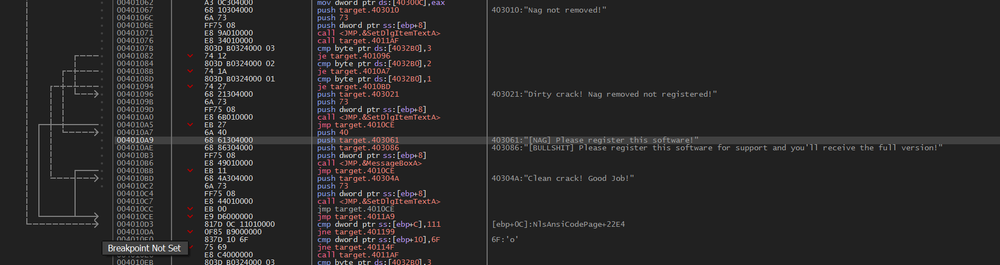 00401062 A3 0C304000 mov dword ptr ds:[40300C],eax
00401067 68 10304000 push target.403010 403010:"Nag not removed!"
0040106C 6A 73 push 73
0040106E FF75 08 push dword ptr ss:[ebp+8]
00401071 E8 9A010000 call <JMP.&SetDlgItemTextA>
00401076 E8 34010000 call target.4011AF
0040107B 803D B0324000 03 cmp byte ptr ds:[4032B0],3
00401082 74 12 je target.401096
00401084 803D B0324000 02 cmp byte ptr ds:[4032B0],2
0040108B 74 1A je target.4010A7
0040108D 803D B0324000 01 cmp byte ptr ds:[4032B0],1
00401094 74 27 je target.4010BD
00401096 68 21304000 push target.403021 403021:"Dirty crack! Nag removed not registered!"
0040109B 6A 73 push 73
0040109D FF75 08 push dword ptr ss:[ebp+8]
004010A0 E8 6B010000 call <JMP.&SetDlgItemTextA>
004010A5 EB 27 jmp target.4010CE
004010A7 6A 40 push 40
004010A9 68 61304000 push target.403061 403061:"[NAG] Please register this software!"
004010AE 68 86304000 push target.403086 403086:"[BULLSHIT] Please register this software for support and you'll receive the full version!"
004010B3 FF75 08 push dword ptr ss:[ebp+8]
004010B6 E8 49010000 call <JMP.&MessageBoxA>
004010BB EB 11 jmp target.4010CE
004010BD 68 4A304000 push target.40304A 40304A:"Clean crack! Good Job!"
004010C2 6A 73 push 73
004010C4 FF75 08 push dword ptr ss:[ebp+8]
004010C7 E8 44010000 call <JMP.&SetDlgItemTextA>
004010CC EB 00 jmp target.4010CE
004010CE E9 D6000000 jmp target.4011A9
004010D3 817D 0C 11010000 cmp dword ptr ss:[ebp+C],111 [ebp+0C]:NlsAnsiCodePage+22E4
004010DA 0F85 B9000000 jne target.401199
004010E0 837D 10 6F cmp dword ptr ss:[ebp+10],6F 6F:'o'
Breakpoint Not Set 75 69 jne target.40114F
E8 C4000000 call target.4011AF
004010EB 803D B0324000 03 cmp byte ptr ds:[4032B0],3